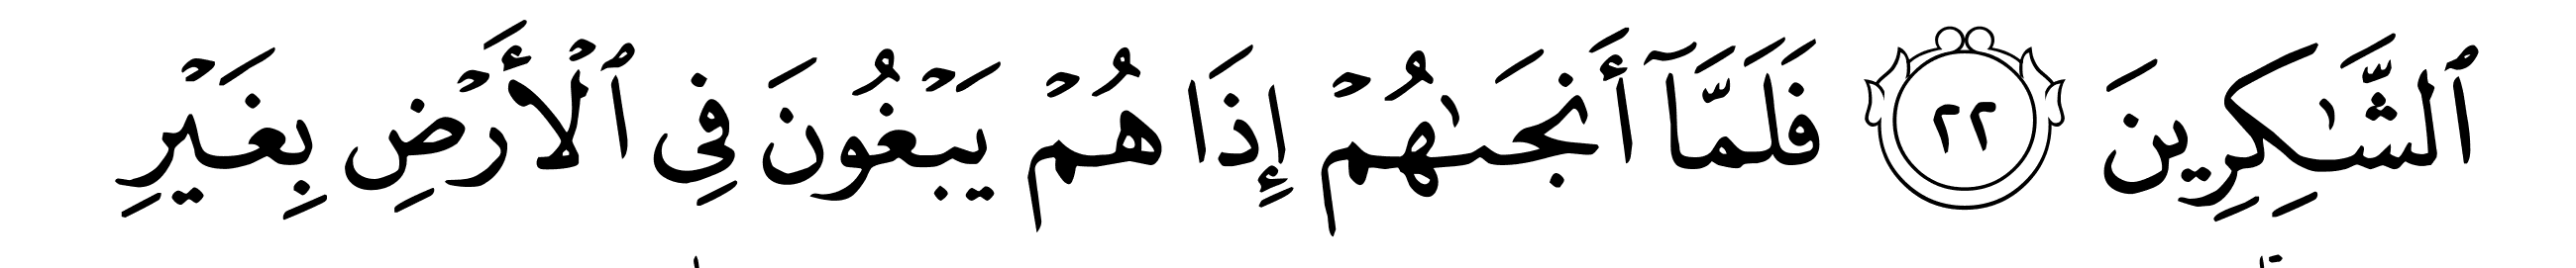 ٱلشَّـٰكِرِينَ ٢٢ فَلَمَّآ أَنجَىٰهُمْ إِذَا هُمْ يَبْغُونَ فِى ٱلْأَرْضِ بِغَيْرِ